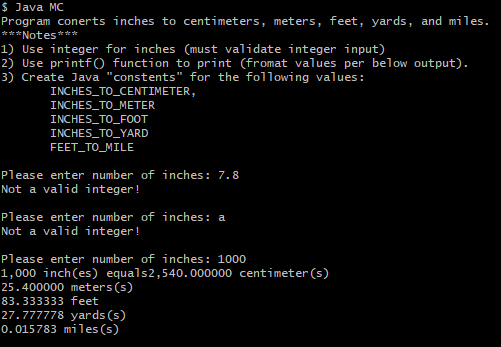 $ Java MC
Program conerts inches to centimeters, meters, feet, yards, and miles.
***Notes***
1) Use integer for inches (must validate integer input)
2) Use printf() function to print (fromat values per below output).
3) Create Java "constents" for the following values:
INCHES_TO_CENTIMETER,
INCHES_TO_METER
INCHES_TO_FOOT
INCHES_TO_YARD
FEET_TO_MILE
Please enter number of inches: 7.8
Not a valid integer!
Please enter number of inches: a
Not a valid integer!
Please enter number of inches: 1000
1,000 inch(es) equals2,540.000000 centimeter(s)
25.400000 meters(s)
83.333333 feet
27.777778 yards(s)
0.015783 miles(s)